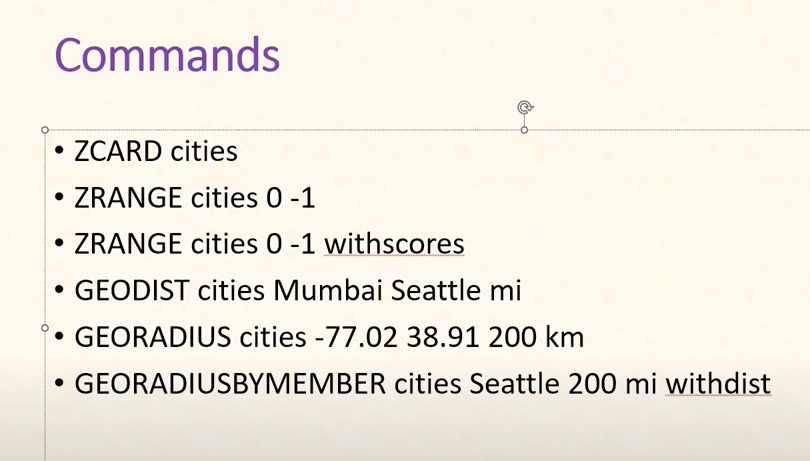 Commands
• ZCARD cities
• ZRANGE cities 0 -1
• ZRANGE cities 0 -1 withscores
• GEODIST cities Mumbai Seattle mi
• GEORADIUS cities -77.02 38.91 200 km
• GEORADIUSBYMEMBER cities Seattle 200 mi withdist